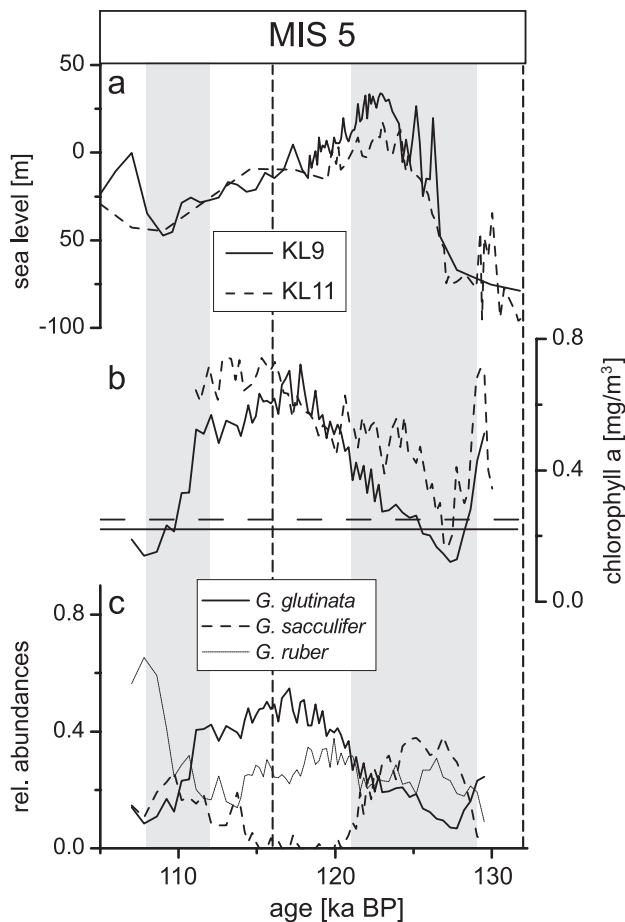 MIS 5
a
50
0
50
-100
sea level [m]
KL9
KL11
b
0.8
0.4
0.0
chlorophyll a [mg/m³]
c
G. glutinata
G. sacculifer
G. ruber
0.8
0.4
0.0
rel. abundances
110
120
130
age [ka BP]